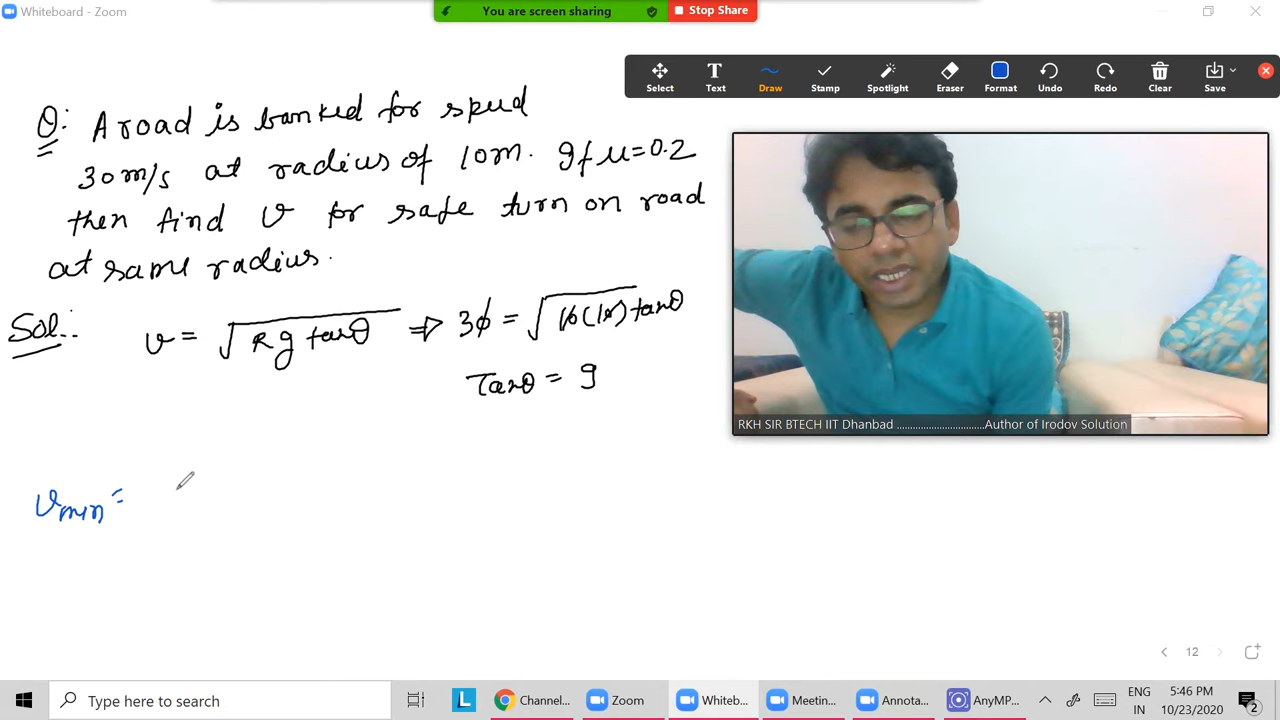 Whiteboard - Zoom
You are screen sharing
Stop Share
Select
Text
Draw
Stamp
Spotlight
Eraser
Format
Undo
Redo
Clear
Save
Q: A road is banked for speed
30m/s at radius of 10m. If μ=0.2
then find v for safe turn on road
at same radius.
Sol:. v = √Rg tanθ ⇒ 30 = √10(10) tanθ
Tanθ = 9
vmin =
RKH SIR BTECH IIT Dhanbad ..................................Author of Irodov Solution
12
Type here to search
L
Channel...
Zoom
Whiteb...
Meetin...
Annota...
AnyMP...
ENG
IN
5:46 PM
10/23/2020
2